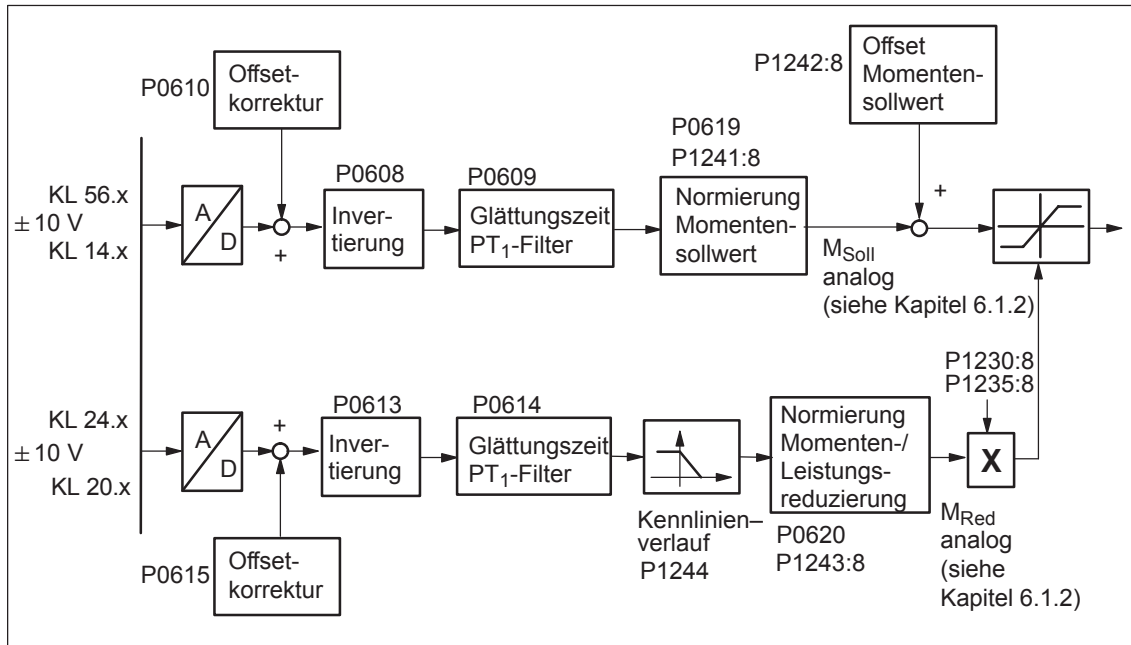 P0610
Offset-
korrektur
P1242:8
Offset
Momenten-
sollwert
KL 56.x
± 10 V
KL 14.x
A
D
+
P0608
Inver-
tierung
P0609
Glättungszeit
PT1-Filter
P0619
P1241:8
Normierung
Momenten-
sollwert
+
MSoll
analog
(siehe Kapitel 6.1.2)
P1230:8
P1235:8
KL 24.x
± 10 V
KL 20.x
A
D
+
P0613
Inver-
tierung
P0614
Glättungszeit
PT1-Filter
Kennlinien–
verlauf
P1244
Normierung
Momenten-/
Leistungs-
reduzierung
P0620
P1243:8
X
MRed
analog
(siehe
Kapitel 6.1.2)
P0615
Offset-
korrektur